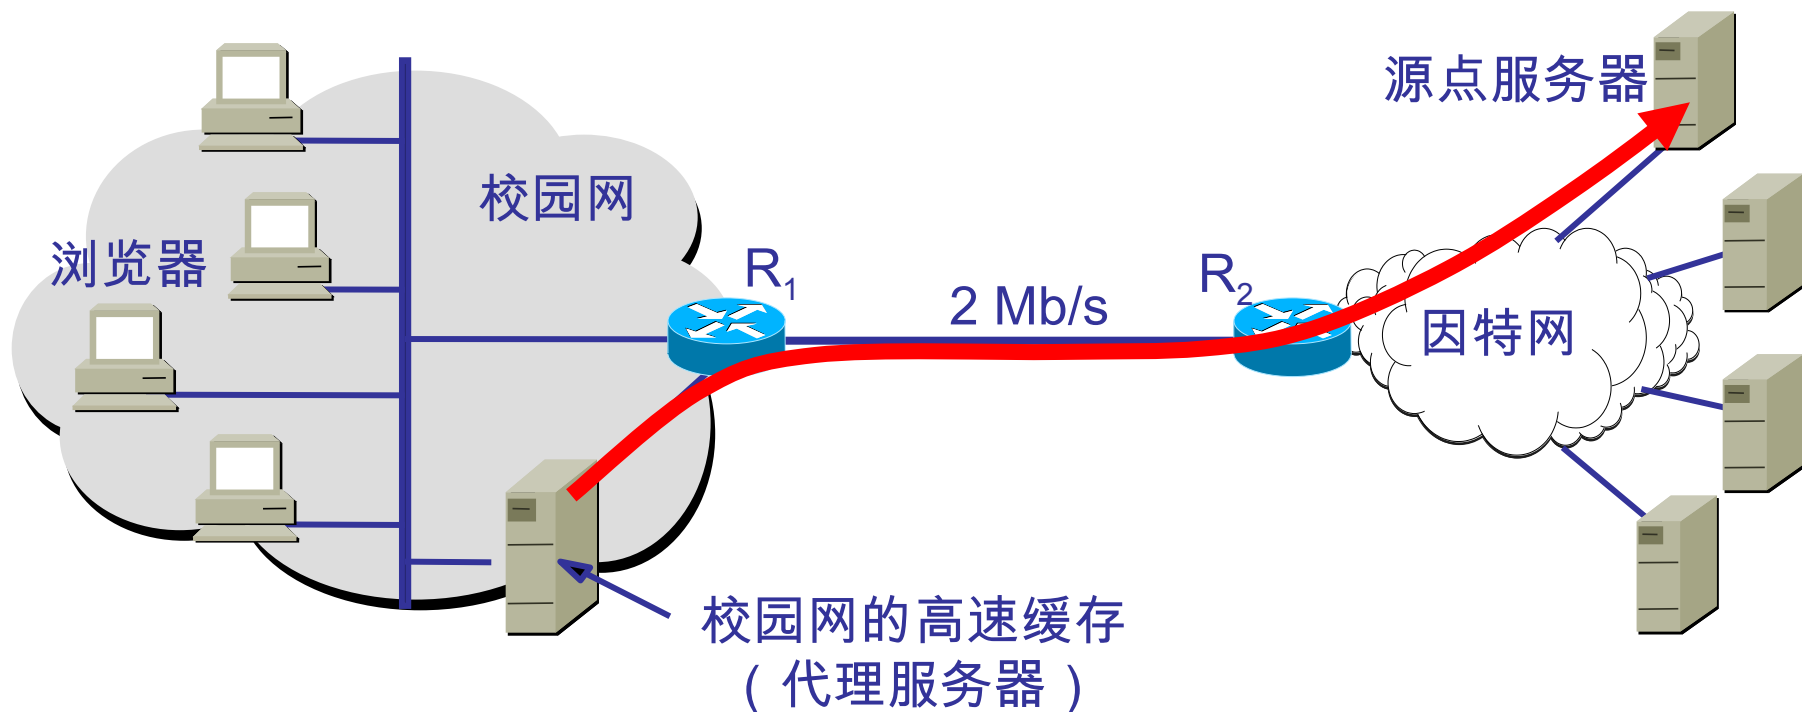 源点服务器
校园网
浏览器
R1
2 Mb/s
R2
因特网
校园网的高速缓存
（代理服务器）